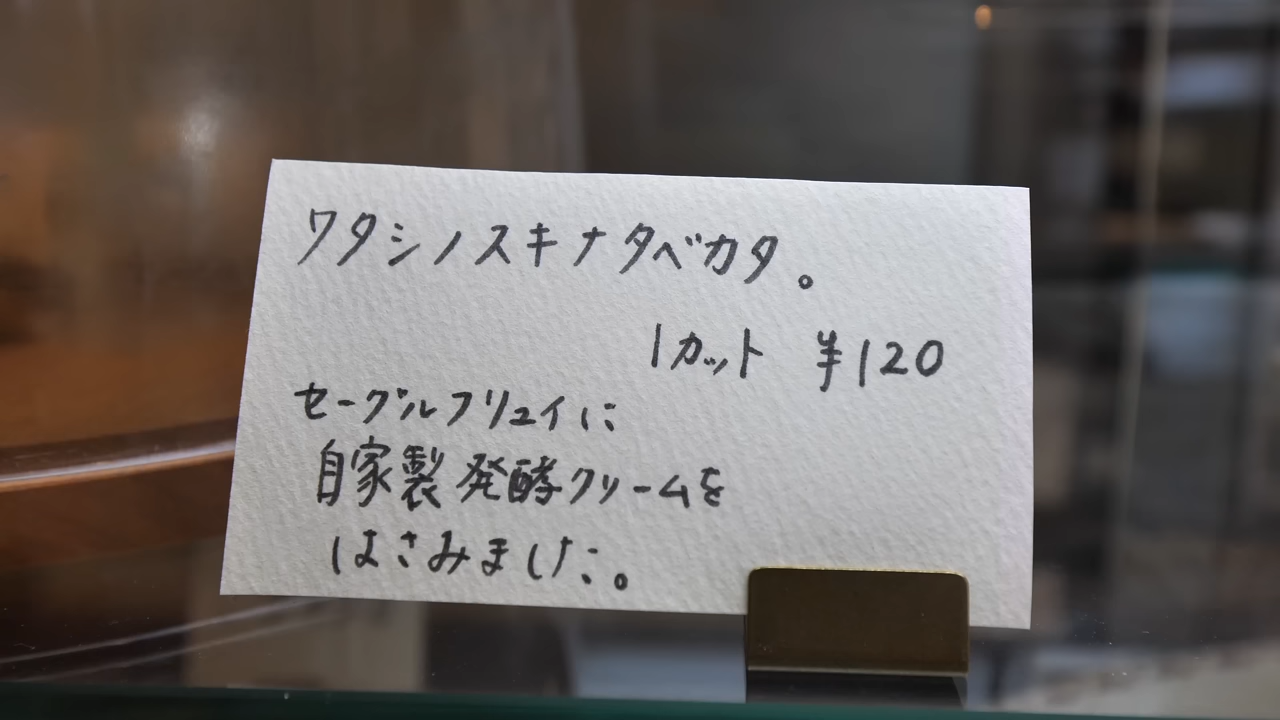 ワタシノスキナタベカタ。
1カット ¥120
セーグルフリュイに
自家製発酵クリームを
はさみました。